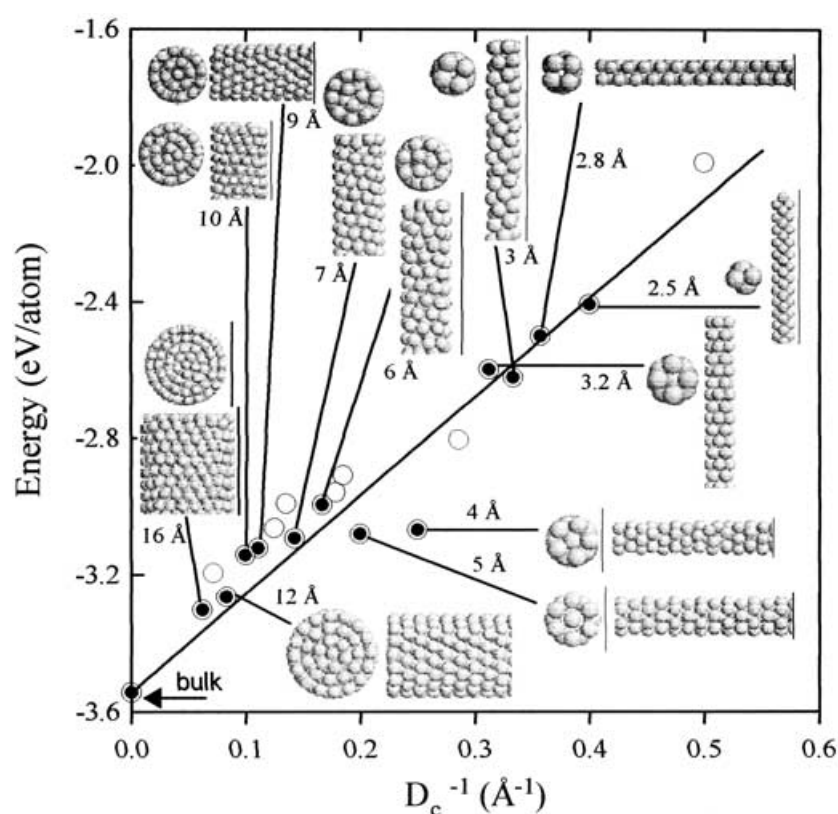 -1.6
-2.0
-2.4
-2.8
-3.2
-3.6
Energy (eV/atom)
9 Å
10 Å
7 Å
6 Å
3 Å
2.8 Å
2.5 Å
3.2 Å
16 Å
12 Å
4 Å
5 Å
bulk
0.0 0.1 0.2 0.3 0.4 0.5 0.6
D_c⁻¹ (Å⁻¹)